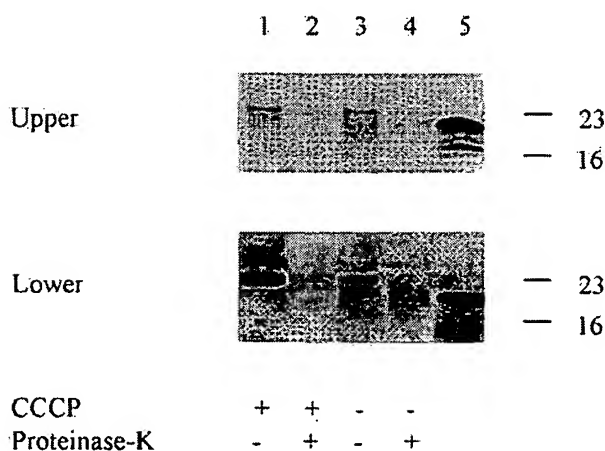 1 2 3 4 5
Upper
23
16
Lower
23
16
CCCP + + - -
Proteinase-K - + - +